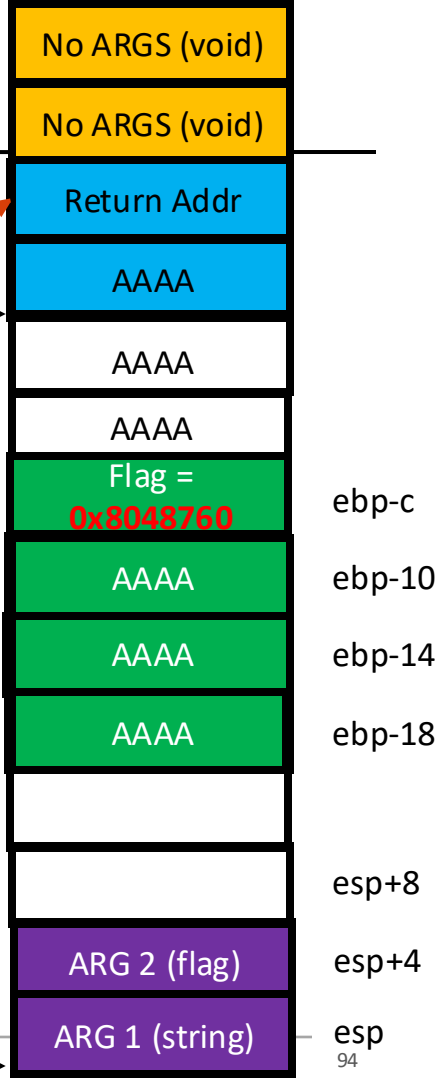 No ARGS (void)
No ARGS (void)
Return Addr
AAAA
AAAA
AAAA
Flag =
0x8048760
ebp-c
AAAA
ebp-10
AAAA
ebp-14
AAAA
ebp-18
esp+8
ARG 2 (flag)
esp+4
ARG 1 (string)
esp
94